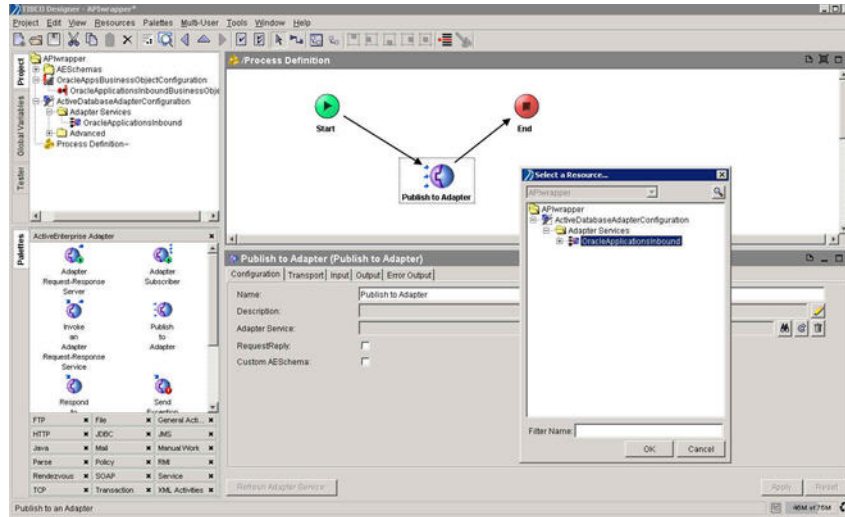 TIBCO Designer - APIwrapper*
Project Edit View Resources Palettes Multi-User Tools Window Help
Project
Global Variables
Tester
APIwrapper
AESchemas
OracleAppsBusinessObjectConfiguration
OracleApplicationsInboundBusinessObje
ActiveDatabaseAdapterConfiguration
Adapter Services
OracleApplicationsInbound
Advanced
Process Definition~
/Process Definition
Start
End
Publish to Adapter
Palettes
ActiveEnterprise Adapter
Adapter
Request-Response
Server
Adapter
Subscriber
Invoke
an
Adapter
Request-Response
Service
Publish
to
Adapter
Respond
to
Send
Exception
FTP File General Acti...
HTTP JDBC JMS
Java Mail Manual Work
Parse Policy RMI
Rendezvous SOAP Service
TCP Transaction XML Activities
Publish to Adapter (Publish to Adapter)
Configuration Transport Input Output Error Output
Name: Publish to Adapter
Description:
Adapter Service:
RequestReply:
Custom AESchema:
Refresh Adapter Service
Apply Reset
Select a Resource...
APIwrapper
APIwrapper
ActiveDatabaseAdapterConfiguration
Adapter Services
OracleApplicationsInbound
Filter Name:
OK Cancel
Publish to an Adapter
46M of 76M